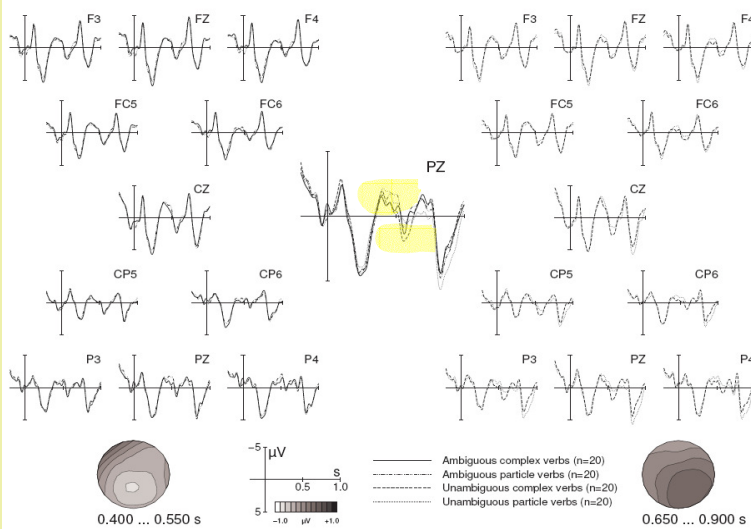 F3 FZ F4 F3 FZ F4
FC5 FC6 FC5 FC6
PZ
CZ CZ
CP5 CP6 CP5 CP6
P3 PZ P4 P3 PZ P4
−5
µV
s
0.5 1.0
5
−1.0 µV +1.0
Ambiguous complex verbs (n=20)
Ambiguous particle verbs (n=20)
Unambiguous complex verbs (n=20)
Unambiguous particle verbs (n=20)
0.400 ... 0.550 s
0.650 ... 0.900 s